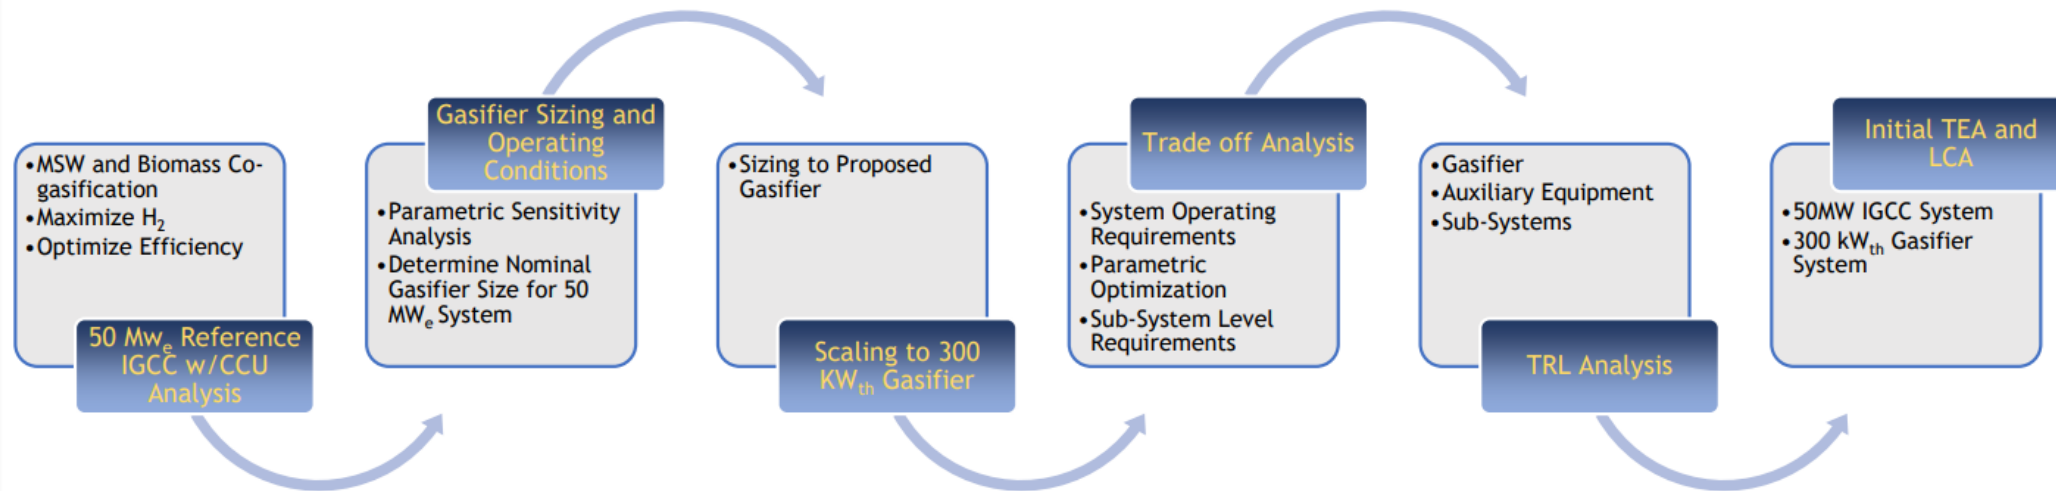 •MSW and Biomass Co-
gasification
•Maximize H2
•Optimize Efficiency
50 Mwe Reference
IGCC w/CCU
Analysis
Gasifier Sizing and
Operating
Conditions
•Parametric Sensitivity
Analysis
•Determine Nominal
Gasifier Size for 50
MWe System
•Sizing to Proposed
Gasifier
Scaling to 300
KWth Gasifier
Trade off Analysis
•System Operating
Requirements
•Parametric
Optimization
•Sub-System Level
Requirements
•Gasifier
•Auxiliary Equipment
•Sub-Systems
TRL Analysis
Initial TEA and
LCA
•50MW IGCC System
•300 kWth Gasifier
System